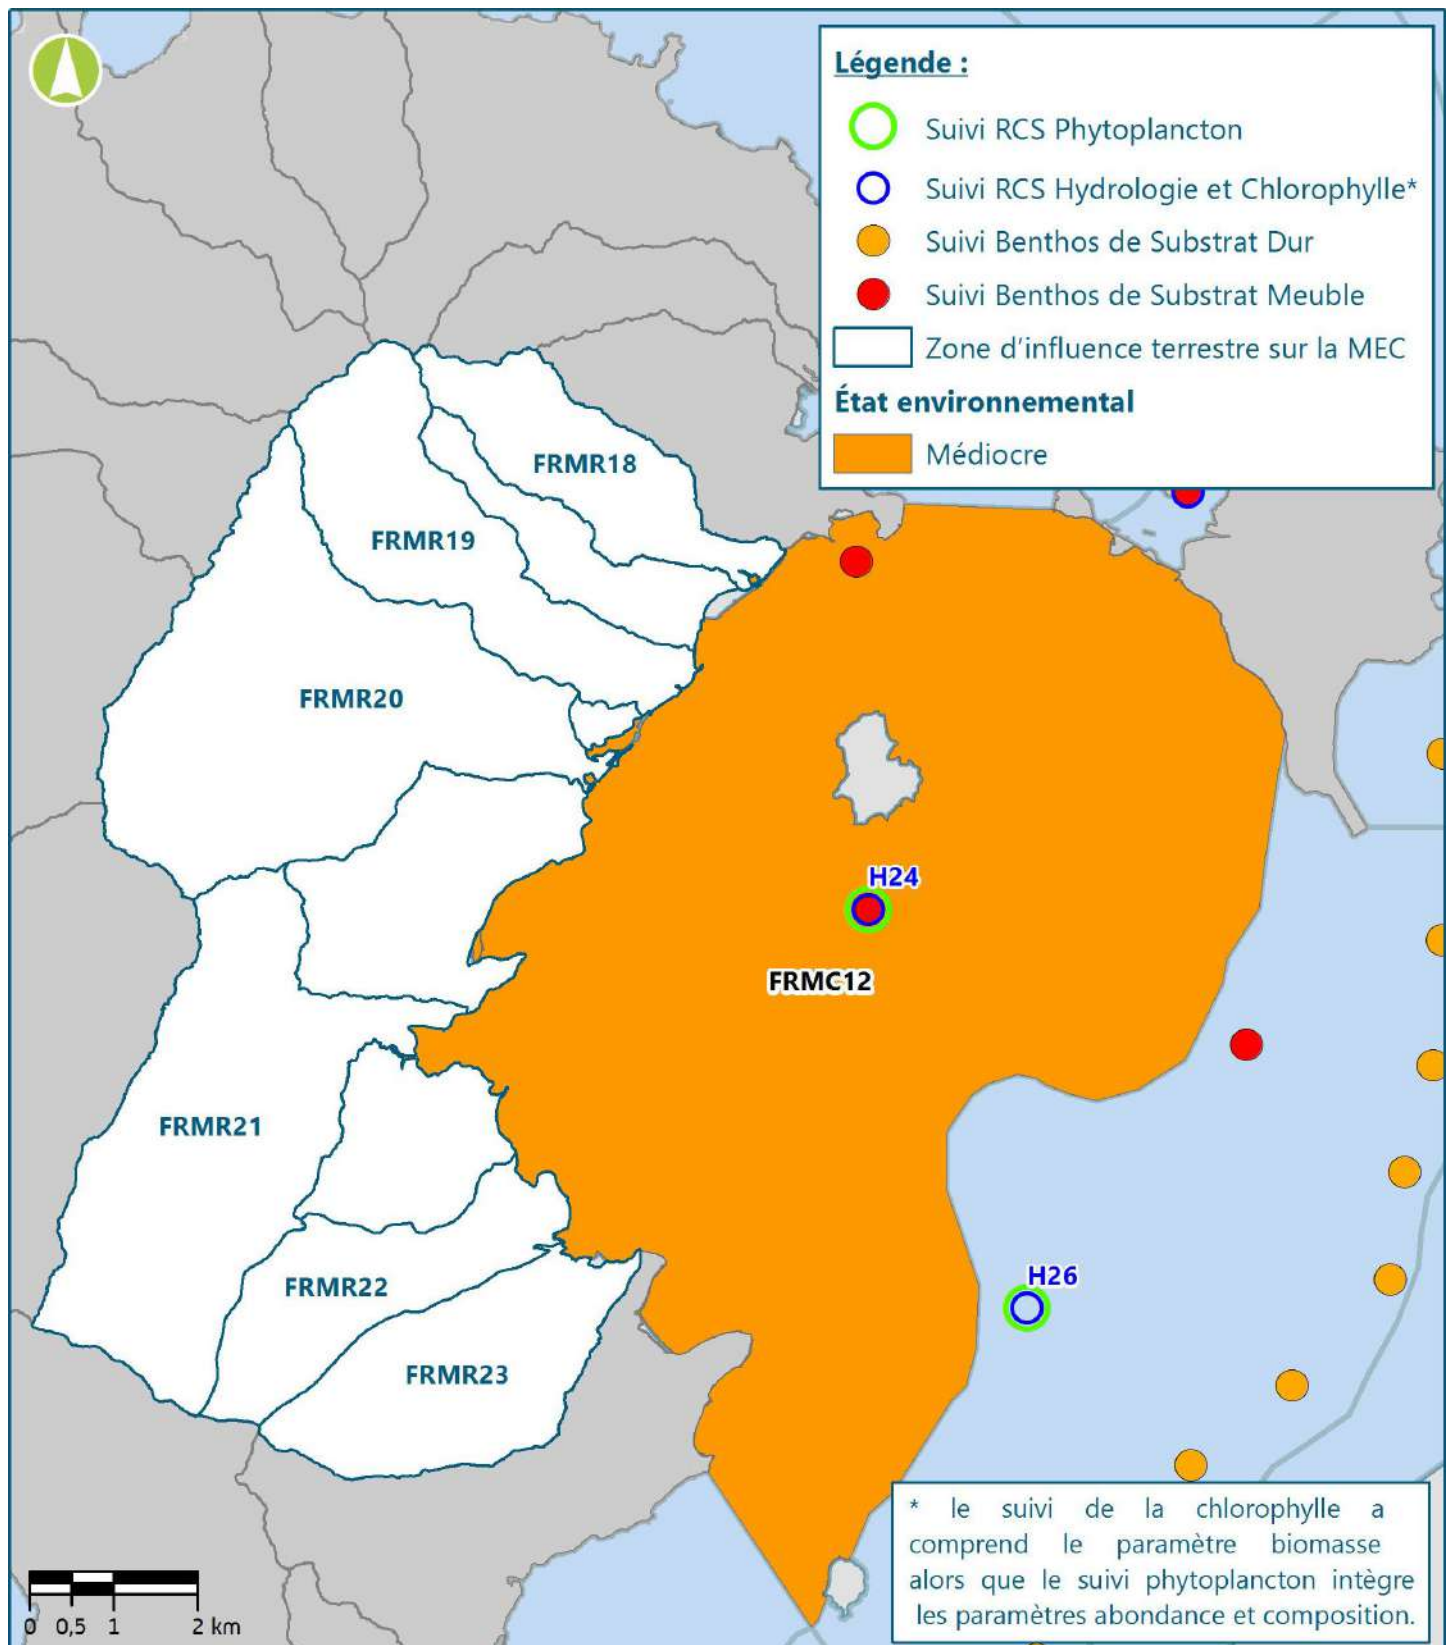 Légende :
Suivi RCS Phytoplancton
Suivi RCS Hydrologie et Chlorophylle*
Suivi Benthos de Substrat Dur
Suivi Benthos de Substrat Meuble
Zone d’influence terrestre sur la MEC
État environnemental
Médiocre
FRMR18
FRMR19
FRMR20
H24
FRMC12
FRMR21
H26
FRMR22
FRMR23
* le suivi de la chlorophylle a
comprend le paramètre biomasse
alors que le suivi phytoplancton intègre
les paramètres abondance et composition.
0 0,5 1 2 km